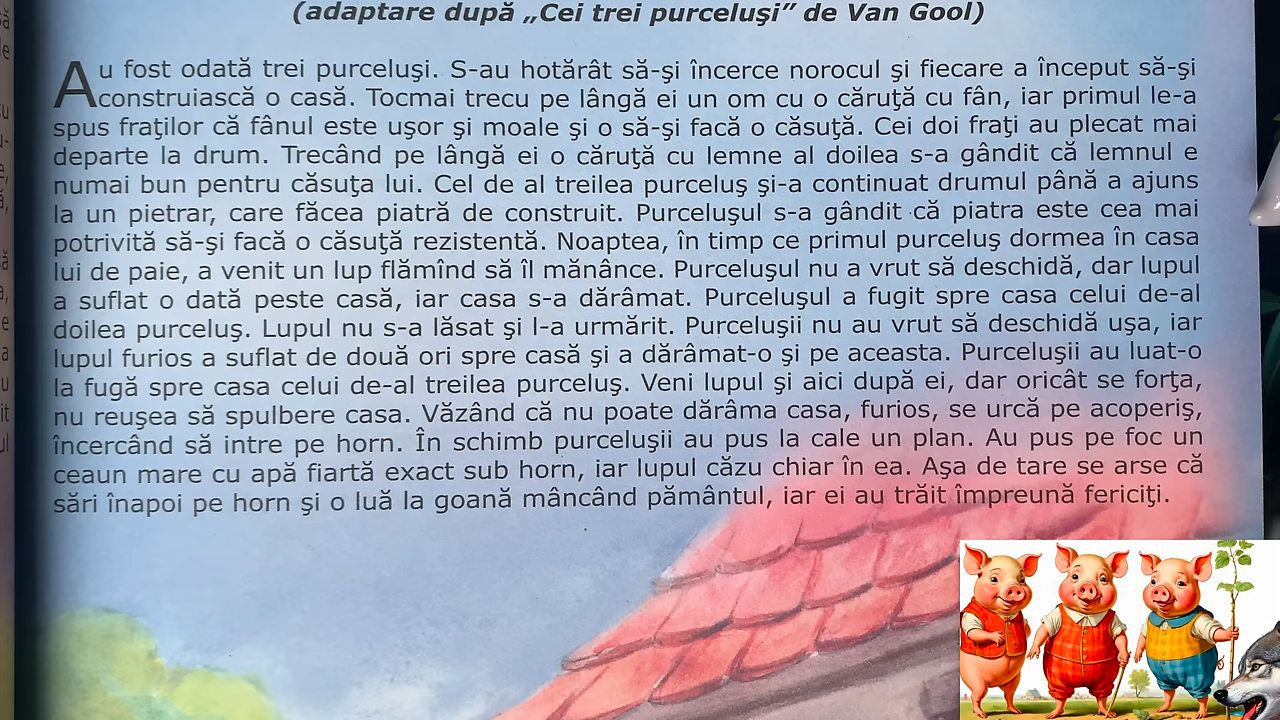 (adaptare după „Cei trei purceluşi” de Van Gool)
Au fost odată trei purceluşi. S-au hotărât să-şi încerce norocul şi fiecare a început să-şi
construiască o casă. Tocmai trecu pe lângă ei un om cu o căruţă cu fân, iar primul le-a
spus fraţilor că fânul este uşor şi moale şi o să-şi facă o căsuţă. Cei doi fraţi au plecat mai
departe la drum. Trecând pe lângă ei o căruţă cu lemne al doilea s-a gândit că lemnul e
numai bun pentru căsuţa lui. Cel de al treilea purceluş şi-a continuat drumul până a ajuns
la un pietrar, care făcea piatră de construit. Purceluşul s-a gândit că piatra este cea mai
potrivită să-şi facă o căsuţă rezistentă. Noaptea, în timp ce primul purceluş dormea în casa
lui de paie, a venit un lup flămînd să îl mănânce. Purceluşul nu a vrut să deschidă, dar lupul
a suflat o dată peste casă, iar casa s-a dărâmat. Purceluşul a fugit spre casa celui de-al
doilea purceluş. Lupul nu s-a lăsat şi l-a urmărit. Purceluşii nu au vrut să deschidă uşa, iar
lupul furios a suflat de două ori spre casă şi a dărâmat-o şi pe aceasta. Purceluşii au luat-o
la fugă spre casa celui de-al treilea purceluş. Veni lupul şi aici după ei, dar oricât se forţa,
nu reuşea să spulbere casa. Văzând că nu poate dărâma casa, furios, se urcă pe acoperiş,
încercând să intre pe horn. În schimb purceluşii au pus la cale un plan. Au pus pe foc un
ceaun mare cu apă fiartă exact sub horn, iar lupul căzu chiar în ea. Aşa de tare se arse că
sări înapoi pe horn şi o luă la goană mâncând pământul, iar ei au trăit împreună fericiţi.